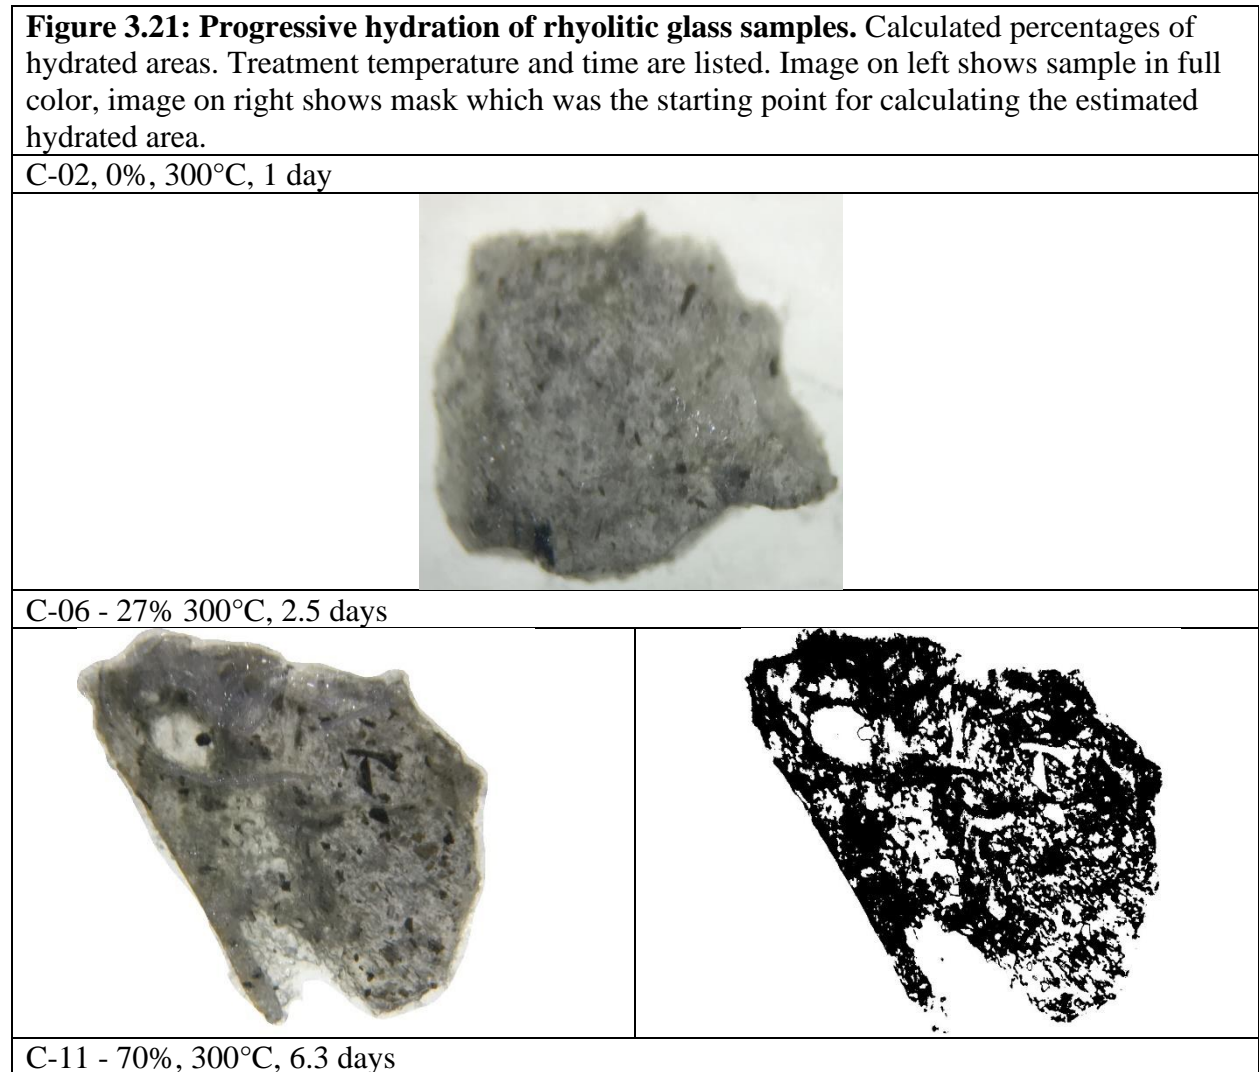 Figure 3.21: Progressive hydration of rhyolitic glass samples. Calculated percentages of
hydrated areas. Treatment temperature and time are listed. Image on left shows sample in full
color, image on right shows mask which was the starting point for calculating the estimated
hydrated area.
C-02, 0%, 300°C, 1 day
C-06 - 27% 300°C, 2.5 days
C-11 - 70%, 300°C, 6.3 days